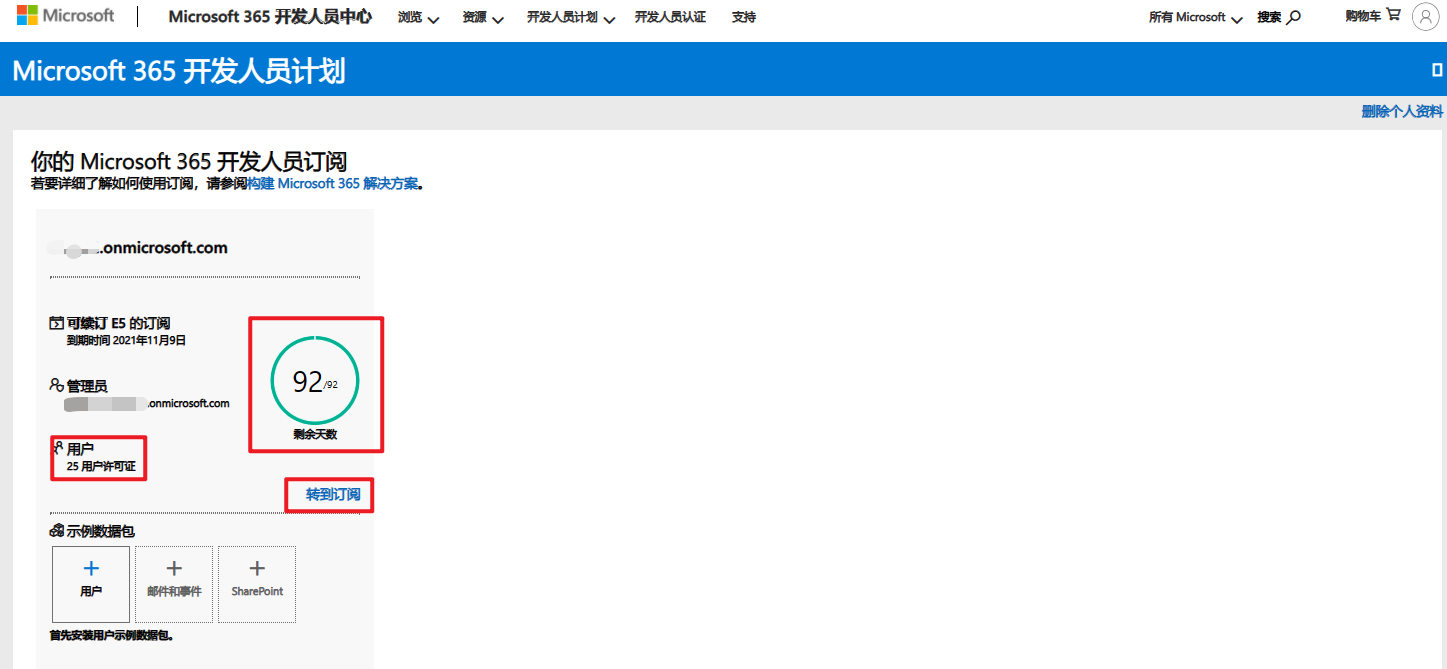 Microsoft Microsoft 365 开发人员中心 浏览 资源 开发人员计划 开发人员认证 支持 所有 Microsoft 搜索 购物车
Microsoft 365 开发人员计划
删除个人资料
你的 Microsoft 365 开发人员订阅
若要详细了解如何使用订阅，请参阅构建 Microsoft 365 解决方案。
.onmicrosoft.com
可续订 E5 的订阅
到期时间 2021年11月9日
92/92
剩余天数
管理员
.onmicrosoft.com
用户
25 用户许可证
转到订阅
示例数据包
用户 邮件和事件 SharePoint
首先安装用户示例数据包。